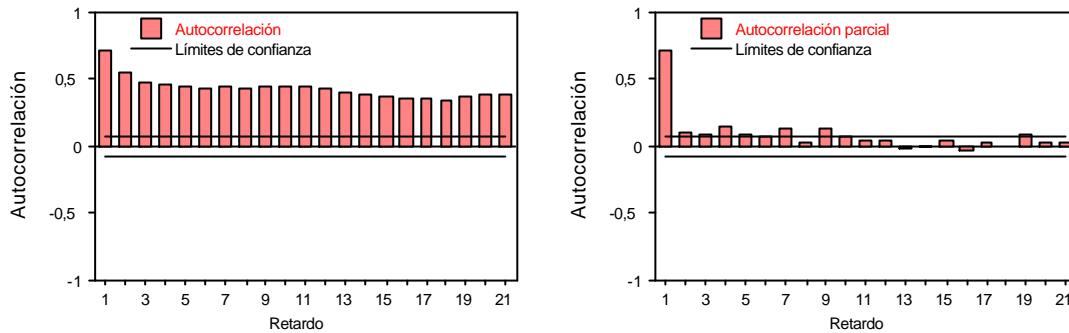 1
Autocorrelación
Límites de confianza
0,5
0
-0,5
-1
Autocorrelación
1 3 5 7 9 11 13 15 17 19 21
Retardo
1
Autocorrelación parcial
Límites de confianza
0,5
0
-0,5
-1
Autocorrelación
1 3 5 7 9 11 13 15 17 19 21
Retardo